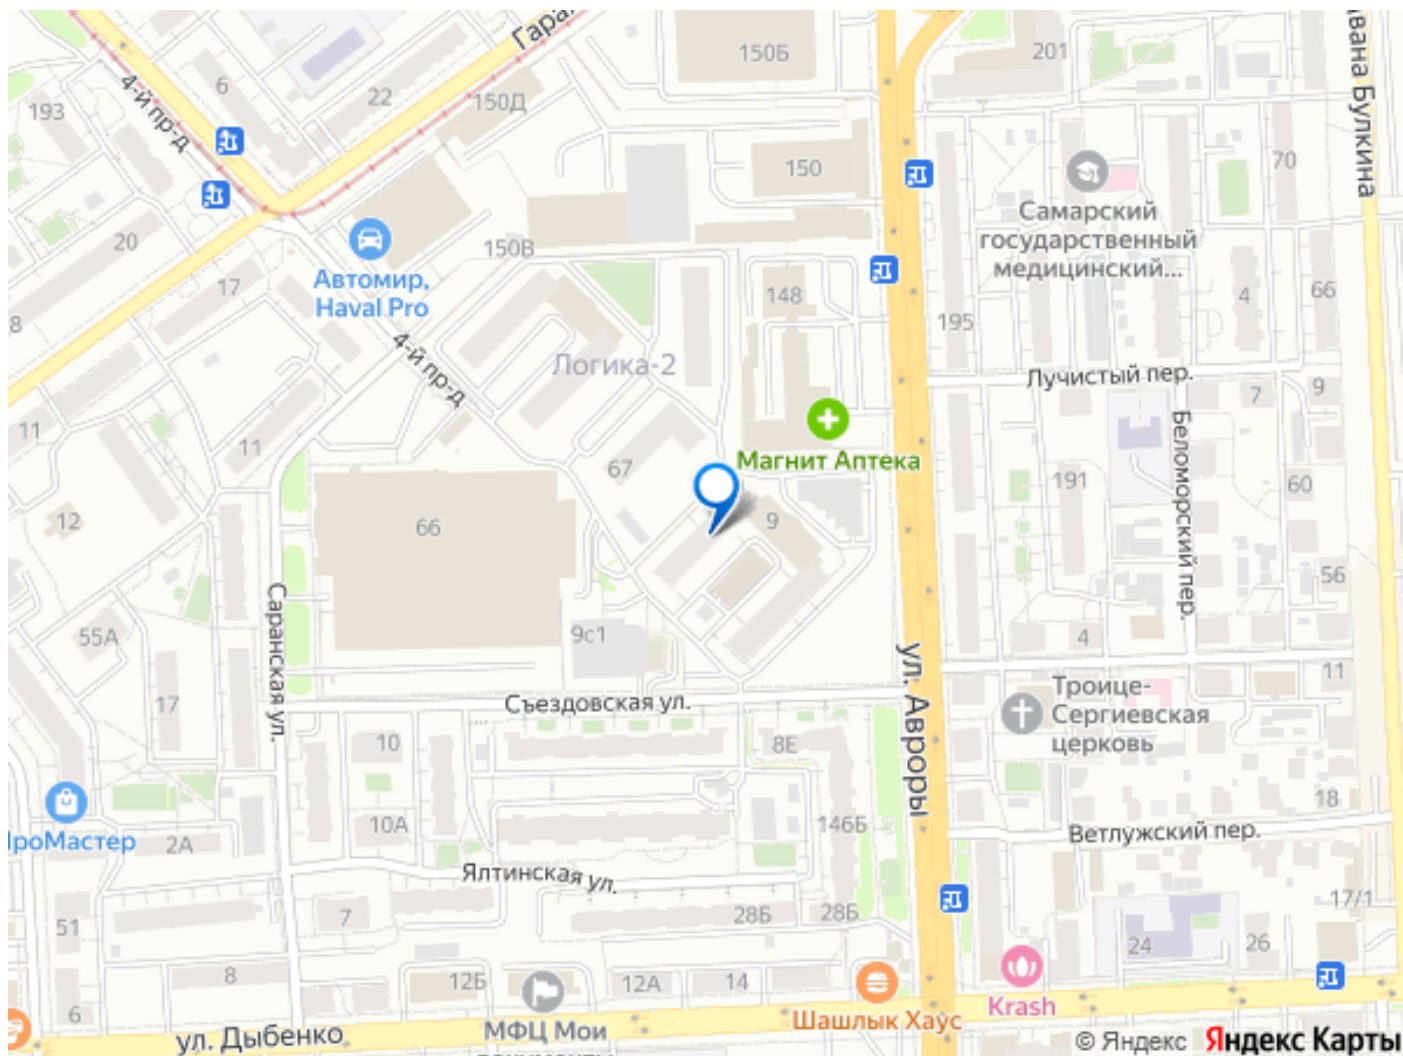 Гара
Ивана Булкина
150Б
201
6
22
150Д
193
4-й пр-д
150
70
Самарский
государственный
медицинский...
20
150В
17
Автомир,
Haval Pro
148
4
66
8
195
4-й пр-д
Логика-2
Лучистый пер.
7
9
11
11
Магнит Аптека
67
191
Беломорский пер.
60
12
66
9
56
Саранская ул.
55А
9с1
4
11
17
Съездовская ул.
ул. Авроры
Троице-
Сергиевская
церковь
10
8Е
18
10А
146Б
Ветлужский пер.
ПроМастер
2А
Ялтинская ул.
17/1
51
7
28Б
28Б
24
26
8
12Б
12А
14
6
Krash
Шашлык Хаус
ул. Дыбенко
МФЦ Мои
документы
© Яндекс Яндекс Карты